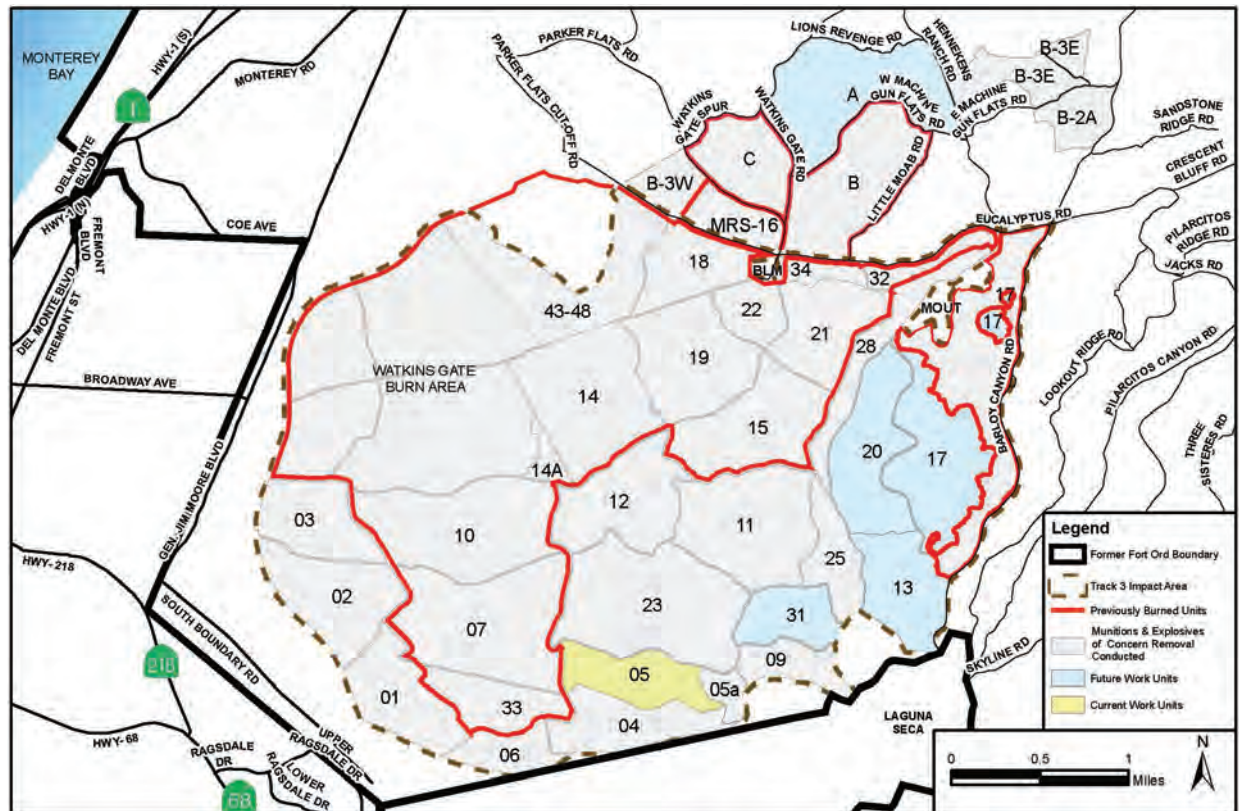 MONTEREY
BAY
HWY-1 (S)
MONTEREY RD
1
DELMONTE
BLVD
HWY-1 (N)
FREMONT
BLVD
COE AVE
DEL MONTE BLVD
FREMONT ST
BROADWAY AVE
GEN. JIM MOORE BLVD
HWY-218
218
SOUTH BOUNDARY RD
HWY-68
RAGSDALE
DR
LOWER
RAGSDALE DR
UPPER
RAGSDALE DR
68
PARKER FLATS RD
PARKER FLATS CUT-OFF RD
WATKINS
GATE SPUR
WATKINS GATE RD
LIONS REVENGE RD
HENNEKENS
RANCH RD
W MACHINE
GUN FLATS RD
E MACHINE
GUN FLATS RD
LITTLE MOAB RD
EUCALYPTUS RD
SANDSTONE
RIDGE RD
CRESCENT
BLUFF RD
PILARCITOS
RIDGE RD
JACKS RD
LOOKOUT RIDGE RD
PILARCITOS CANYON RD
THREE
SISTERES RD
BARLOY CANYON RD
SKYLINE RD
LAGUNA
SECA
A
B
C
B-3E
B-3E
B-2A
B-3W
MRS-16
BLM
34
32
18
43-48
22
21
MOUT
17
17
28
19
WATKINS GATE
BURN AREA
14
15
20
17
14A
03
12
10
11
25
02
13
23
07
31
05
09
05a
01
33
04
06
Legend
Former Fort Ord Boundary
Track 3 Impact Area
Previously Burned Units
Munitions & Explosives
of Concern Removal
Conducted
Future Work Units
Current Work Units
N
0
0.5
1
Miles